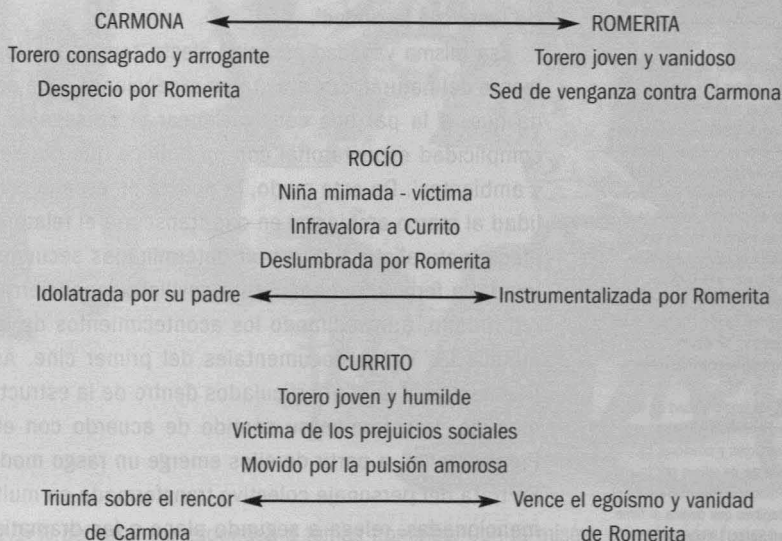 CARMONA ROMERITA
Torero consagrado y arrogante Torero joven y vanidoso
Desprecio por Romerita Sed de venganza contra Carmona
ROCÍO
Niña mimada - víctima
Infravalora a Currito
Deslumbrada por Romerita
Idolatrada por su padre Instrumentalizada por Romerita
CURRITO
Torero joven y humilde
Víctima de los prejuicios sociales
Movido por la pulsión amorosa
Triunfa sobre el rencor Vence el egoísmo y vanidad
de Carmona de Romerita